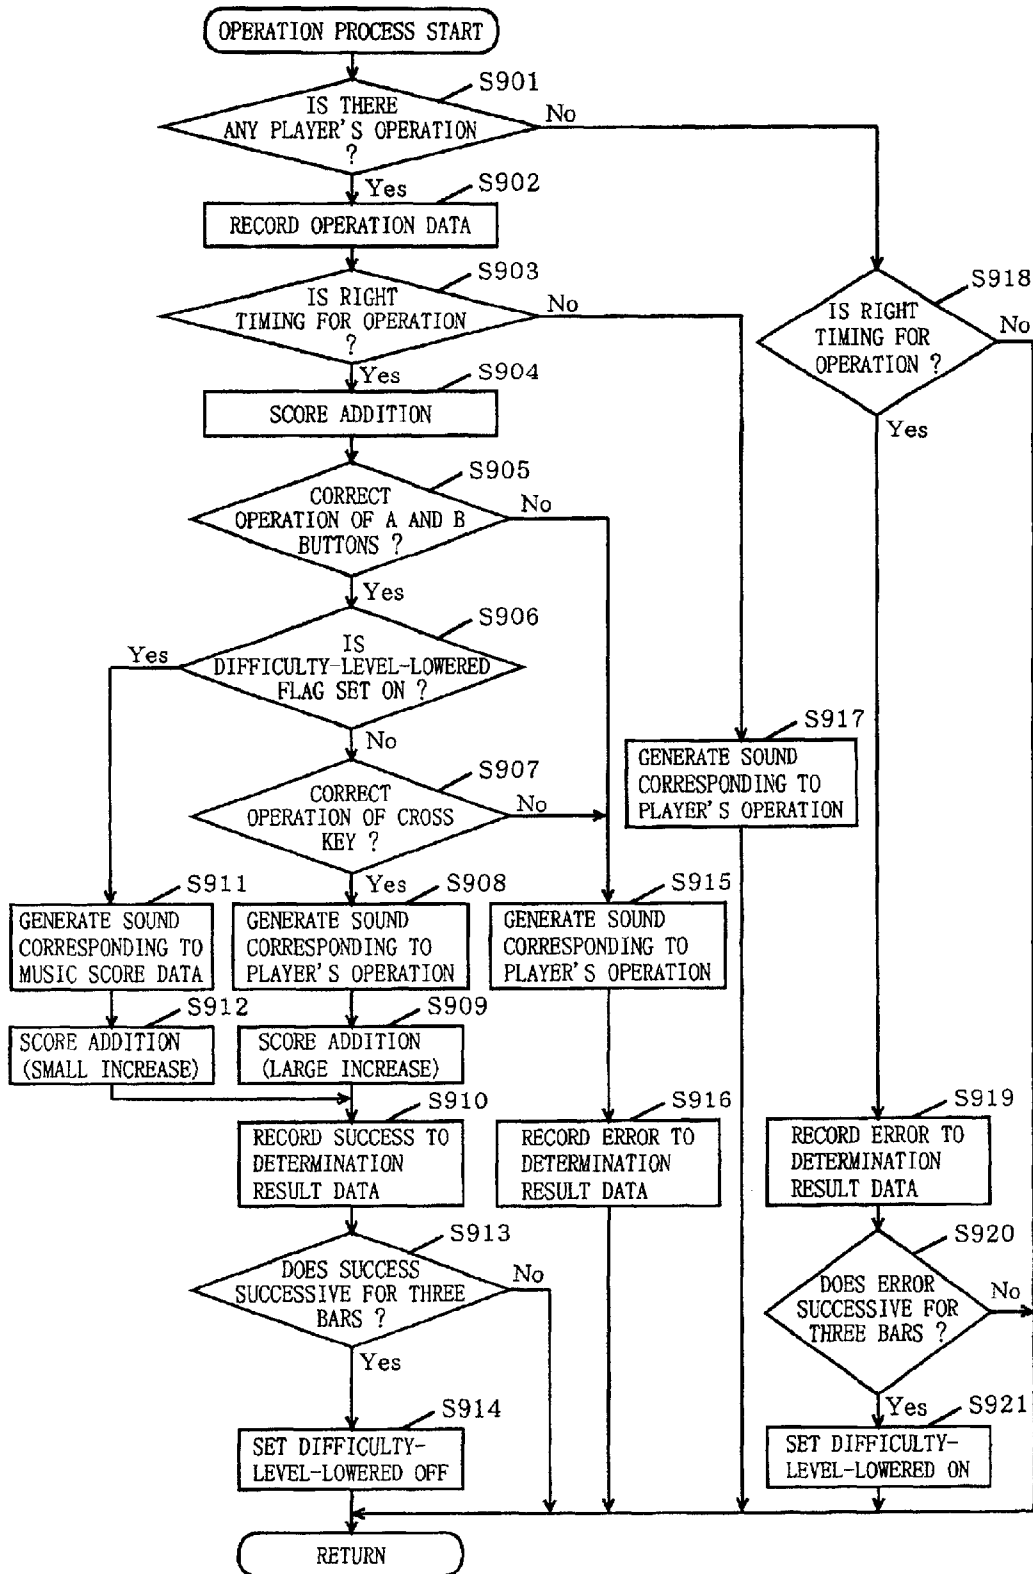 OPERATION PROCESS START
S901
IS THERE
ANY PLAYER'S OPERATION
?
No
Yes
S902
RECORD OPERATION DATA
S903
IS RIGHT
TIMING FOR OPERATION
?
No
Yes
S918
IS RIGHT
TIMING FOR
OPERATION ?
No
Yes
S904
SCORE ADDITION
S905
CORRECT
OPERATION OF A AND B
BUTTONS ?
No
Yes
S906
IS
DIFFICULTY-LEVEL-LOWERED
FLAG SET ON ?
Yes
No
S907
CORRECT
OPERATION OF CROSS
KEY ?
No
Yes
S917
GENERATE SOUND
CORRESPONDING TO
PLAYER'S OPERATION
S911
GENERATE SOUND
CORRESPONDING TO
MUSIC SCORE DATA
S908
GENERATE SOUND
CORRESPONDING TO
PLAYER'S OPERATION
S915
GENERATE SOUND
CORRESPONDING TO
PLAYER'S OPERATION
S912
SCORE ADDITION
(SMALL INCREASE)
S909
SCORE ADDITION
(LARGE INCREASE)
S910
RECORD SUCCESS TO
DETERMINATION
RESULT DATA
S916
RECORD ERROR TO
DETERMINATION
RESULT DATA
S919
RECORD ERROR TO
DETERMINATION
RESULT DATA
S913
DOES SUCCESS
SUCCESSIVE FOR THREE
BARS ?
No
Yes
S920
DOES ERROR
SUCCESSIVE FOR
THREE BARS ?
No
Yes
S914
SET DIFFICULTY-
LEVEL-LOWERED OFF
S921
SET DIFFICULTY-
LEVEL-LOWERED ON
RETURN